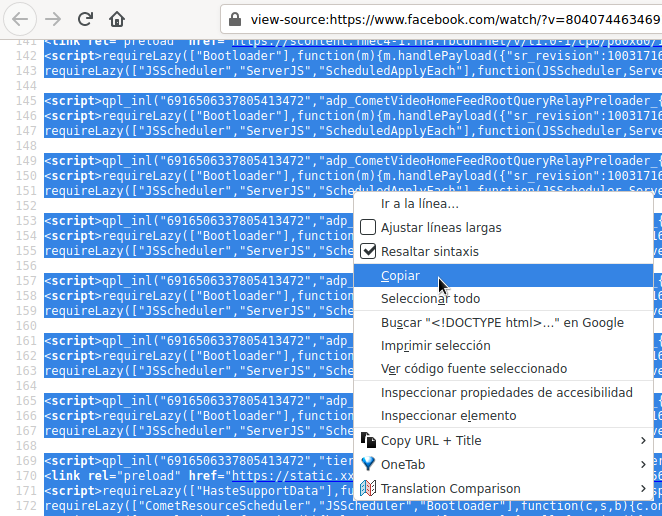 view-source:https://www.facebook.com/watch/?v=804074463469
141 <link rel="preload" href="https://scontent.fmec4-1.fna.fbcdn.net/v/t1.0-1/cp0/p60x60/
142 <script>requireLazy(["Bootloader"],function(m){m.handlePayload({"sr_revision":10031716
143 requireLazy(["JSScheduler","ServerJS","ScheduledApplyEach"],function(JSScheduler,Serve
144
145 <script>qpl_inl("6916506337805413472","adp_CometVideoHomeFeedRootQueryRelayPreloader_{
146 <script>requireLazy(["Bootloader"],function(m){m.handlePayload({"sr_revision":10031716
147 requireLazy(["JSScheduler","ServerJS","ScheduledApplyEach"],function(JSScheduler,Serve
148
149 <script>qpl_inl("6916506337805413472","adp_CometVideoHomeFeedRootQueryRelayPreloader_{
150 <script>requireLazy(["Bootloader"],function(m){m.handlePayload({"sr_revision":10031716
151 requireLazy(["JSScheduler","ServerJS","ScheduledApplyEach"],function(JSScheduler,Serve
152
153 <script>qpl_inl("6916506337805413472","adp_
154 <script>requireLazy(["Bootloader"],function
155 requireLazy(["JSScheduler","ServerJS","Sche
156
157 <script>qpl_inl("6916506337805413472","adp_
158 <script>requireLazy(["Bootloader"],function
159 requireLazy(["JSScheduler","ServerJS","Sche
160
161 <script>qpl_inl("6916506337805413472","adp_
162 <script>requireLazy(["Bootloader"],function
163 requireLazy(["JSScheduler","ServerJS","Sche
164
165 <script>qpl_inl("6916506337805413472","adp_
166 <script>requireLazy(["Bootloader"],function
167 requireLazy(["JSScheduler","ServerJS","Sche
168
169 <script>qpl_inl("6916506337805413472","tier
170 <link rel="preload" href="https://static.xx
171 <script>requireLazy(["HasteSupportData"],fu
172 requireLazy(["CometResourceScheduler","JSScheduler","Bootloader"],function(c,s,b){c.on
Ir a la línea...
Ajustar líneas largas
Resaltar sintaxis
Copiar
Seleccionar todo
Buscar "<!DOCTYPE html>..." en Google
Imprimir selección
Ver código fuente seleccionado
Inspeccionar propiedades de accesibilidad
Inspeccionar elemento
Copy URL + Title
OneTab
Translation Comparison